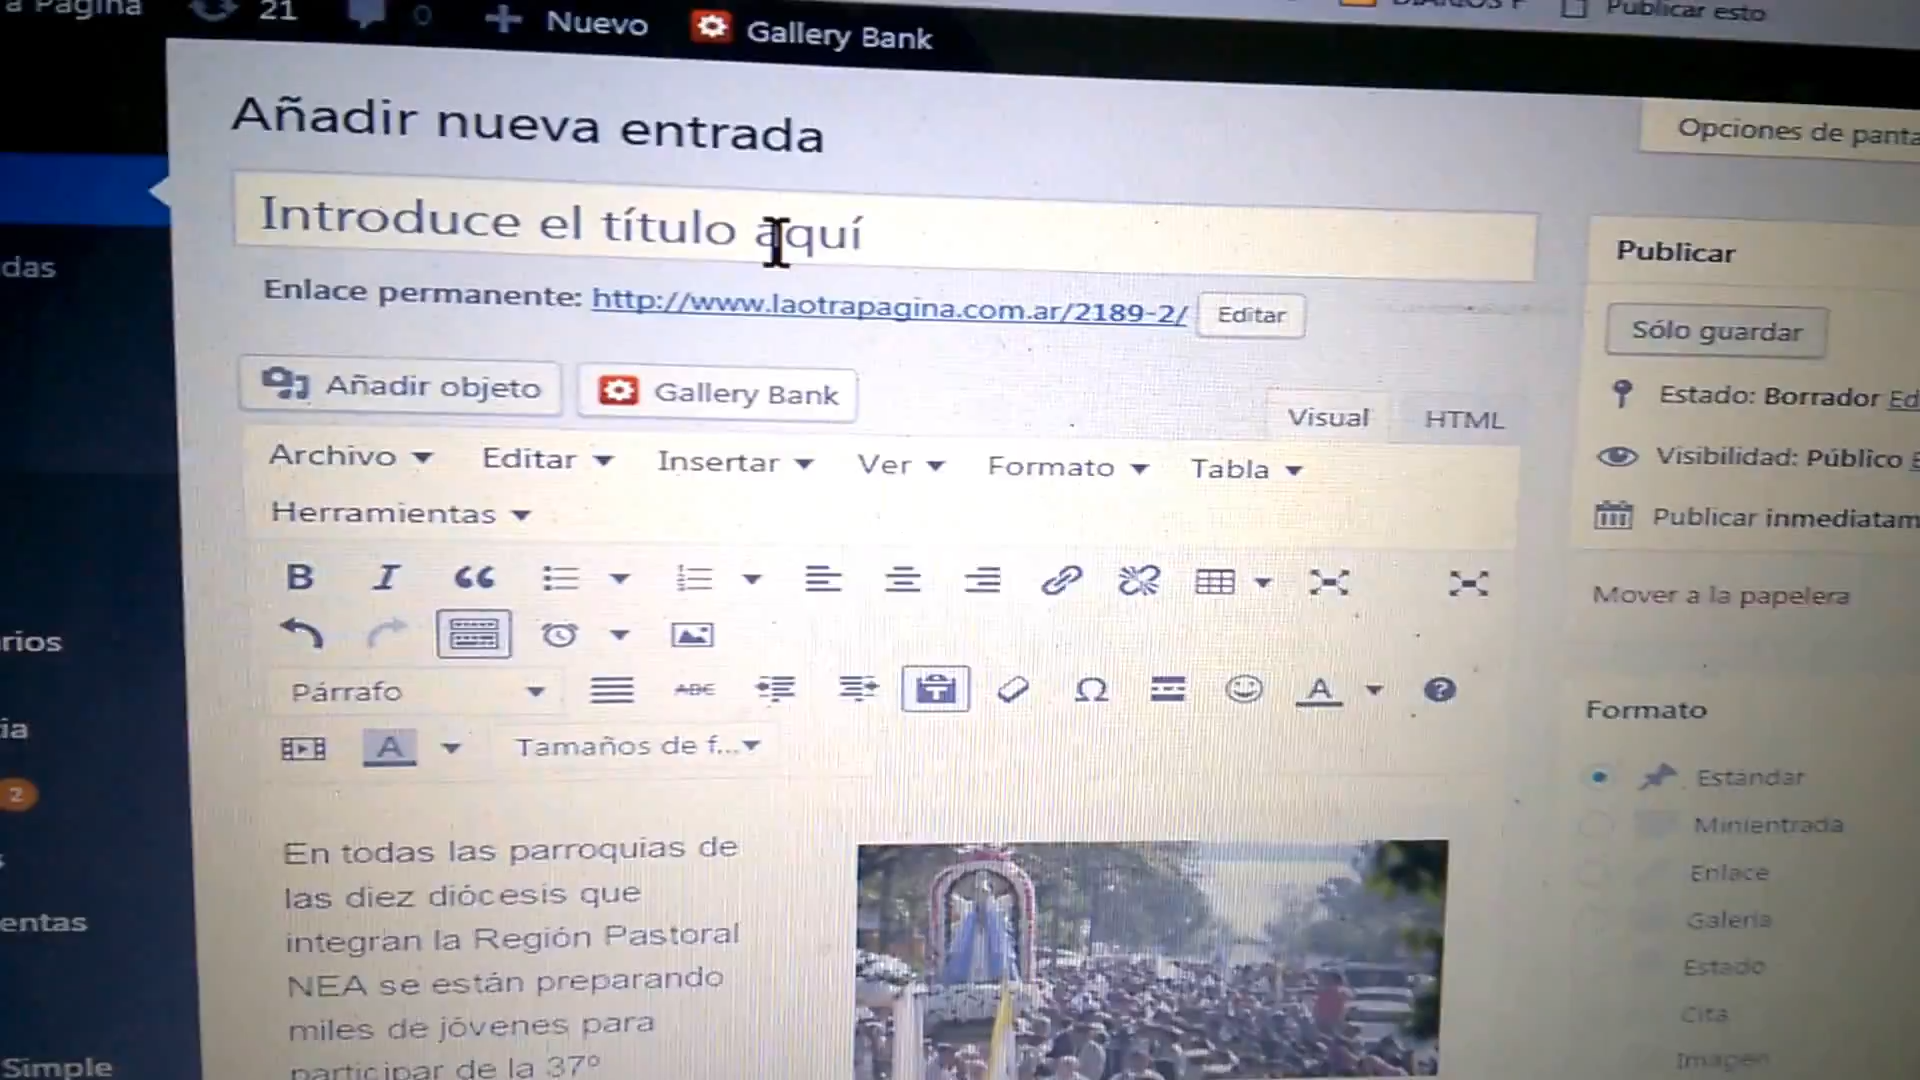 a Página 21 0 Nuevo Gallery Bank
Publicar esto
Añadir nueva entrada
Opciones de panta
Introduce el título aquí
Enlace permanente: http://www.laotrapagina.com.ar/2189-2/ Editar
Añadir objeto Gallery Bank
Visual HTML
Archivo Editar Insertar Ver Formato Tabla
Herramientas
B I
ABE
Párrafo
A
A Tamaños de f...
En todas las parroquias de
las diez diócesis que
integran la Región Pastoral
NEA se están preparando
miles de jóvenes para
participar de la 37º
Publicar
Sólo guardar
Estado: Borrador Ed
Visibilidad: Público E
Publicar inmediatam
Mover a la papelera
Formato
Estándar
Minientrada
Enlace
Galería
Estado
Cita
Imagen
das
rios
ia
2
s
entas
Simple